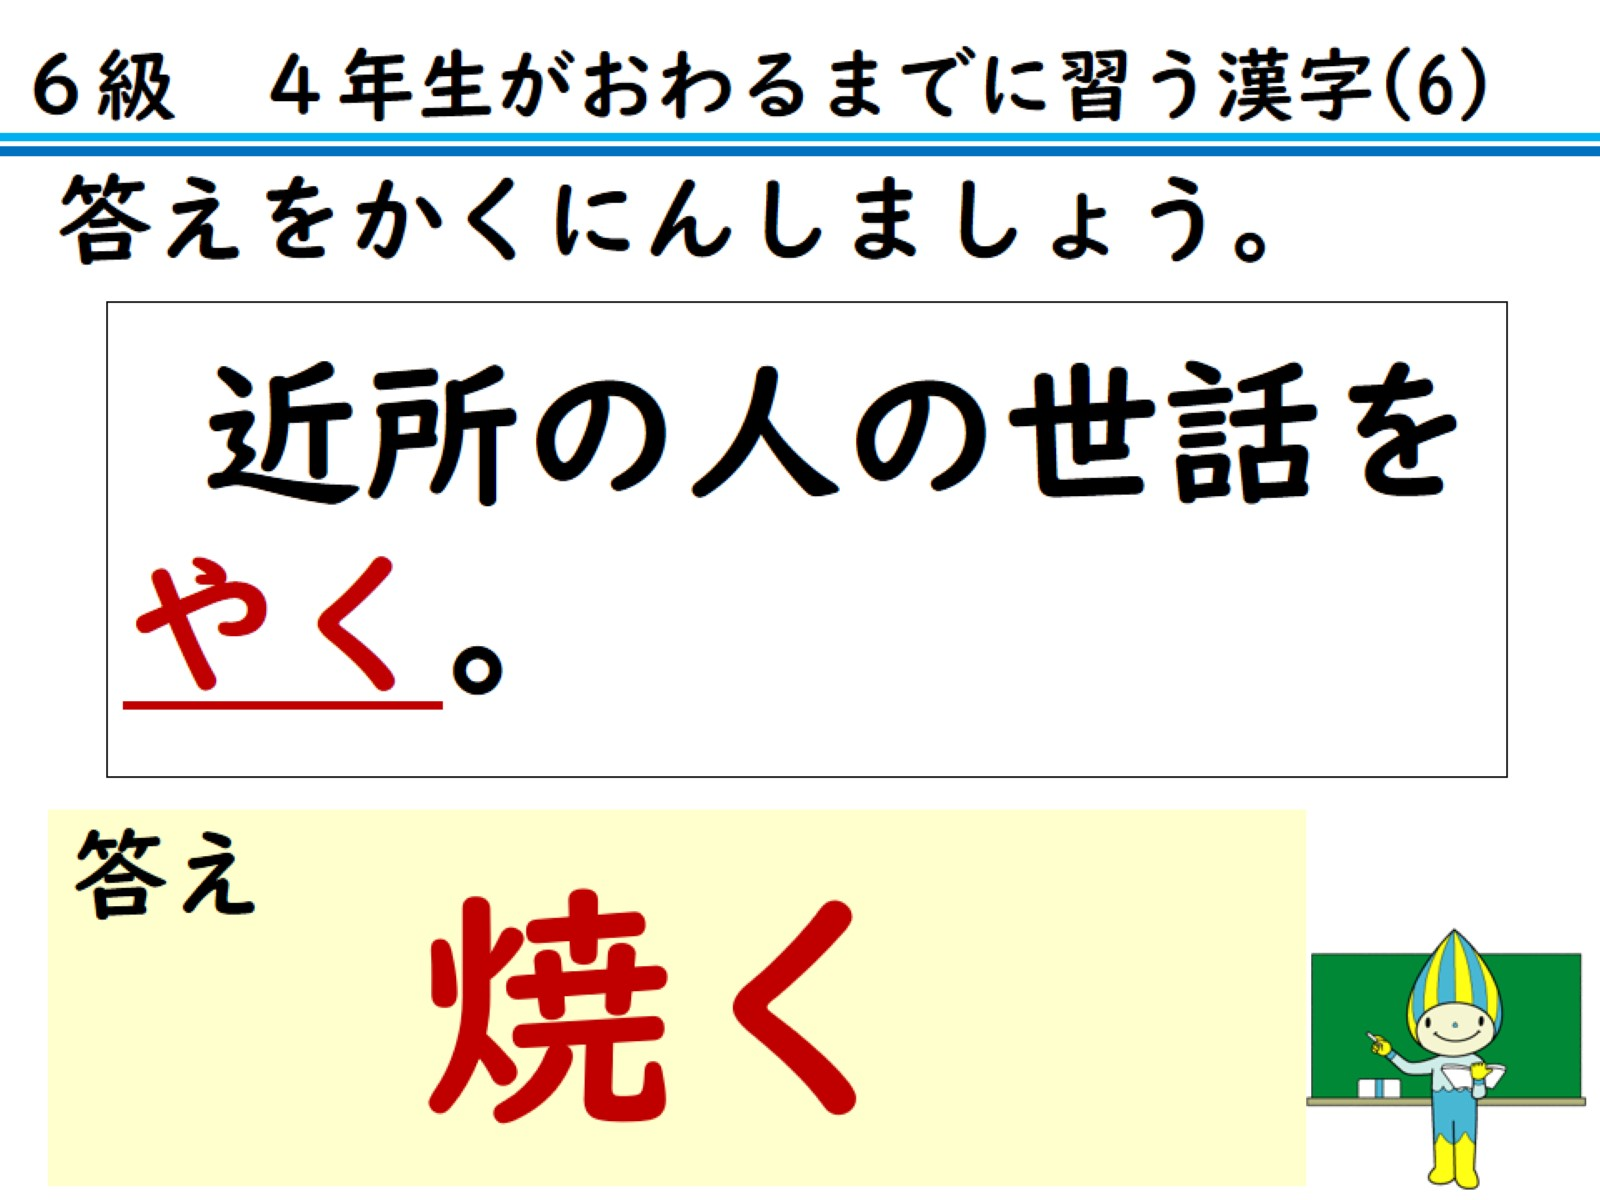 ６級　４年生がおわるまでに習う漢字(6)
答えをかくにんしましょう。
近所の人の世話を
やく。
答え
焼く